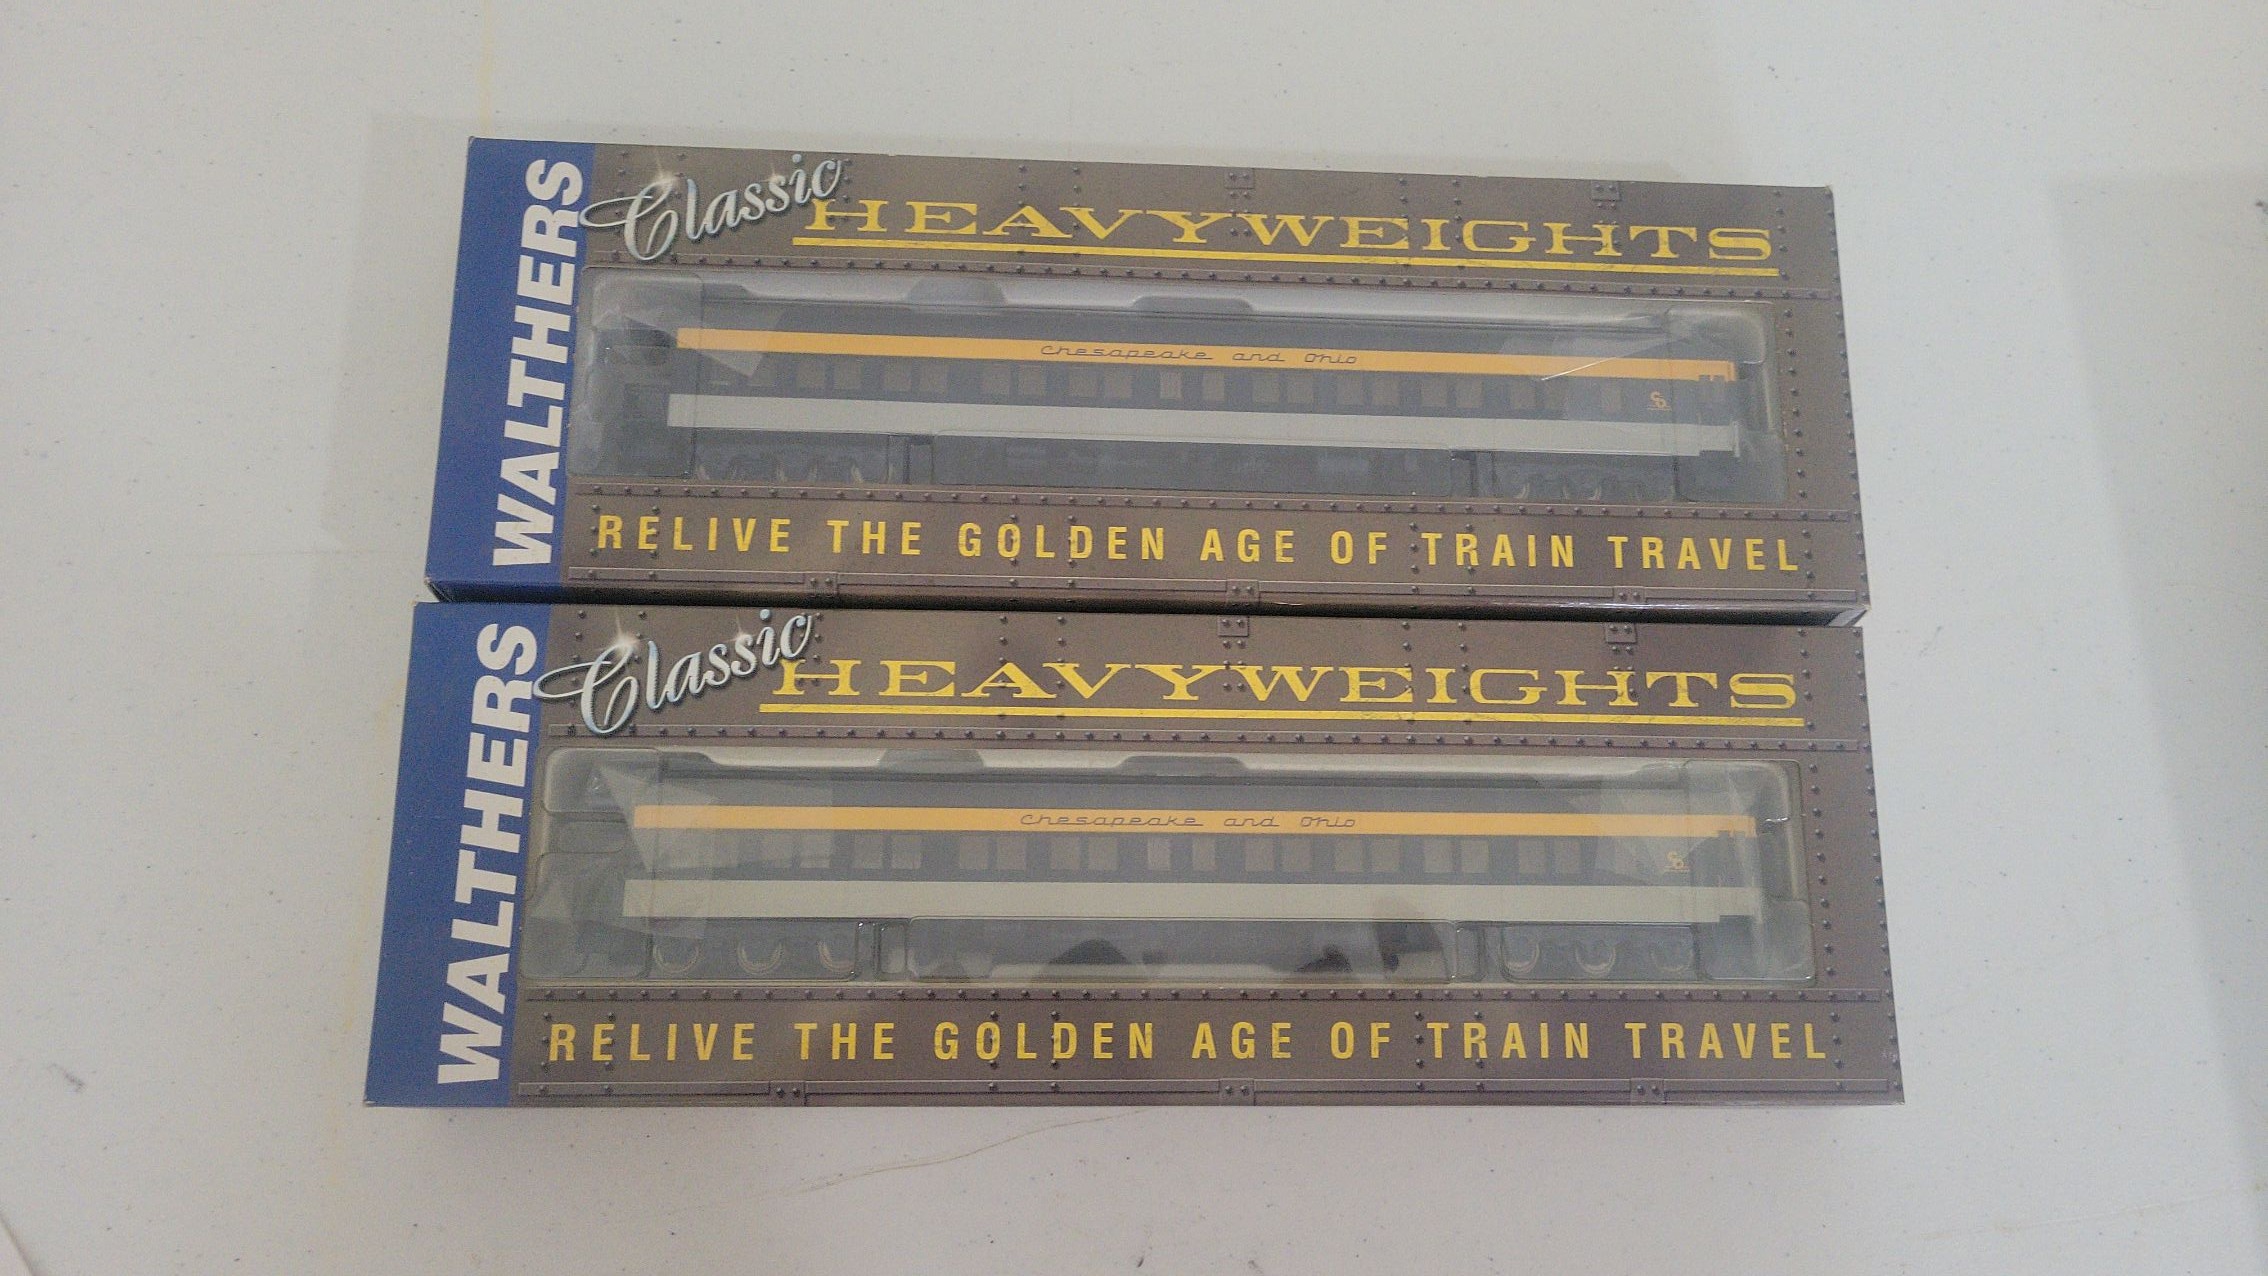 WALTHERS
Classic
HEAVYWEIGHTS
Chesapeake and Ohio
C&O
RELIVE THE GOLDEN AGE OF TRAIN TRAVEL
WALTHERS
Classic
HEAVYWEIGHTS
Chesapeake and Ohio
C&O
RELIVE THE GOLDEN AGE OF TRAIN TRAVEL